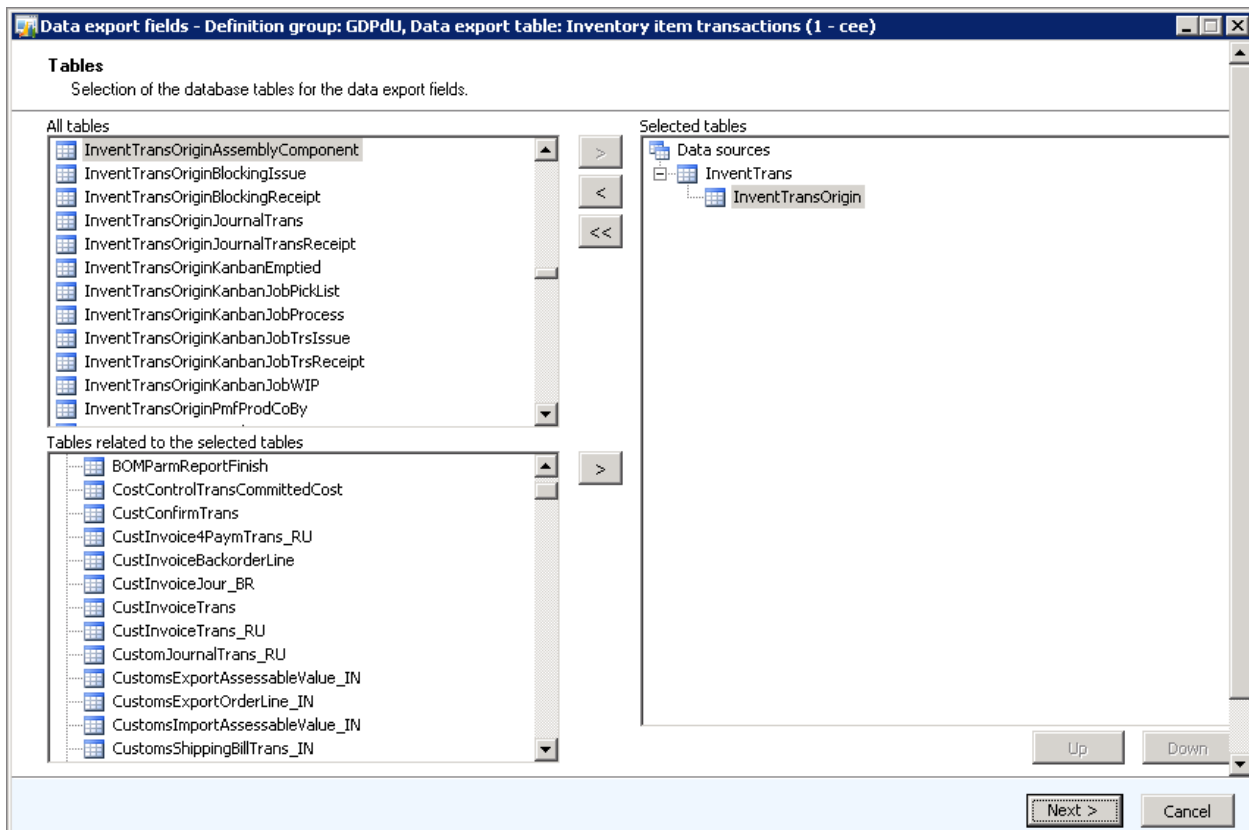 Data export fields - Definition group: GDPdU, Data export table: Inventory item transactions (1 - cee)
Tables
Selection of the database tables for the data export fields.
All tables
InventTransOriginAssemblyComponent
InventTransOriginBlockingIssue
InventTransOriginBlockingReceipt
InventTransOriginJournalTrans
InventTransOriginJournalTransReceipt
InventTransOriginKanbanEmptied
InventTransOriginKanbanJobPickList
InventTransOriginKanbanJobProcess
InventTransOriginKanbanJobTrsIssue
InventTransOriginKanbanJobTrsReceipt
InventTransOriginKanbanJobWIP
InventTransOriginPmfProdCoBy
>
<
<<
Selected tables
Data sources
InventTrans
InventTransOrigin
Tables related to the selected tables
BOMParmReportFinish
CostControlTransCommittedCost
CustConfirmTrans
CustInvoice4PaymTrans_RU
CustInvoiceBackorderLine
CustInvoiceJour_BR
CustInvoiceTrans
CustInvoiceTrans_RU
CustomJournalTrans_RU
CustomsExportAssessableValue_IN
CustomsExportOrderLine_IN
CustomsImportAssessableValue_IN
CustomsShippingBillTrans_IN
>
Up Down
Next > Cancel